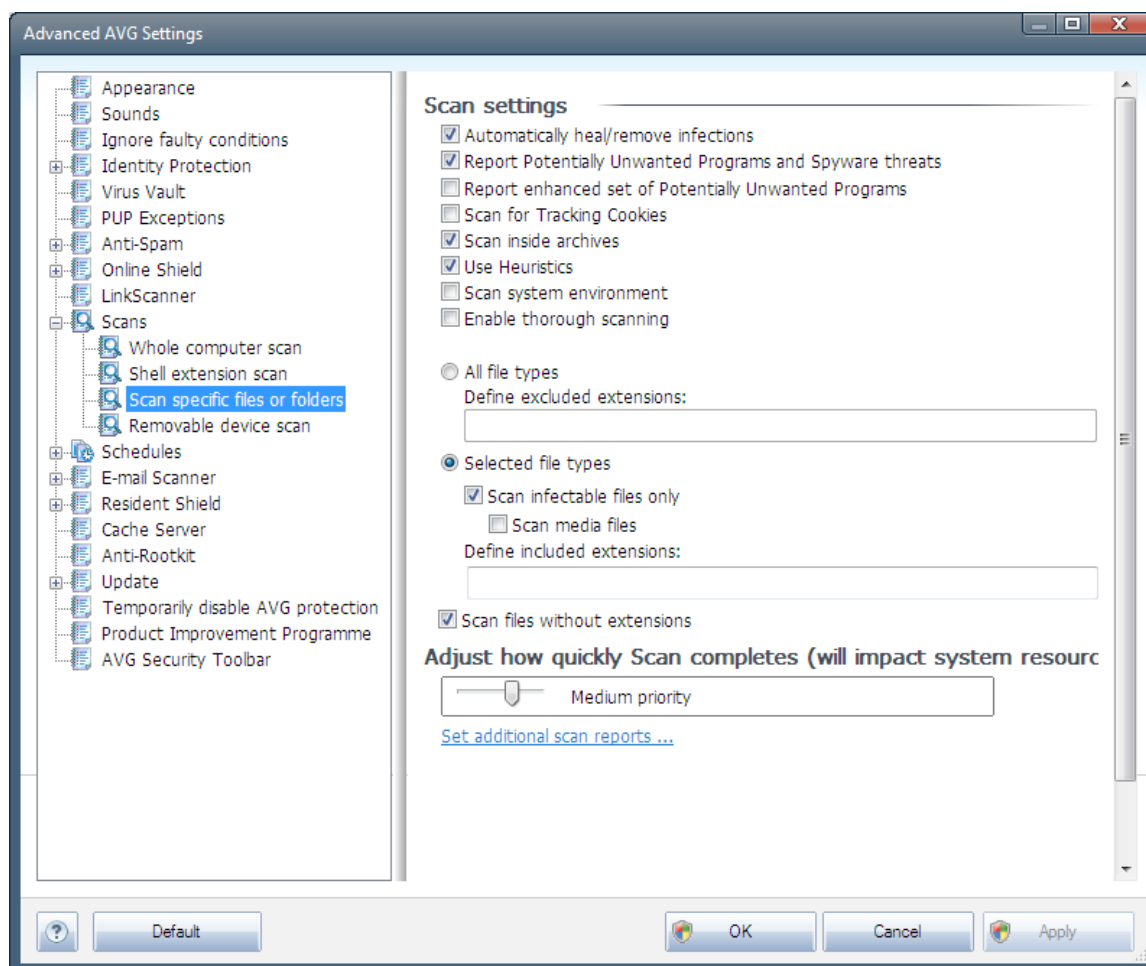 Advanced AVG Settings
Appearance
Sounds
Ignore faulty conditions
Identity Protection
Virus Vault
PUP Exceptions
Anti-Spam
Online Shield
LinkScanner
Scans
Whole computer scan
Shell extension scan
Scan specific files or folders
Removable device scan
Schedules
E-mail Scanner
Resident Shield
Cache Server
Anti-Rootkit
Update
Temporarily disable AVG protection
Product Improvement Programme
AVG Security Toolbar
Scan settings
Automatically heal/remove infections
Report Potentially Unwanted Programs and Spyware threats
Report enhanced set of Potentially Unwanted Programs
Scan for Tracking Cookies
Scan inside archives
Use Heuristics
Scan system environment
Enable thorough scanning
All file types
Define excluded extensions:
Selected file types
Scan infectable files only
Scan media files
Define included extensions:
Scan files without extensions
Adjust how quickly Scan completes (will impact system resourc
Medium priority
Set additional scan reports ...
?
Default
OK
Cancel
Apply